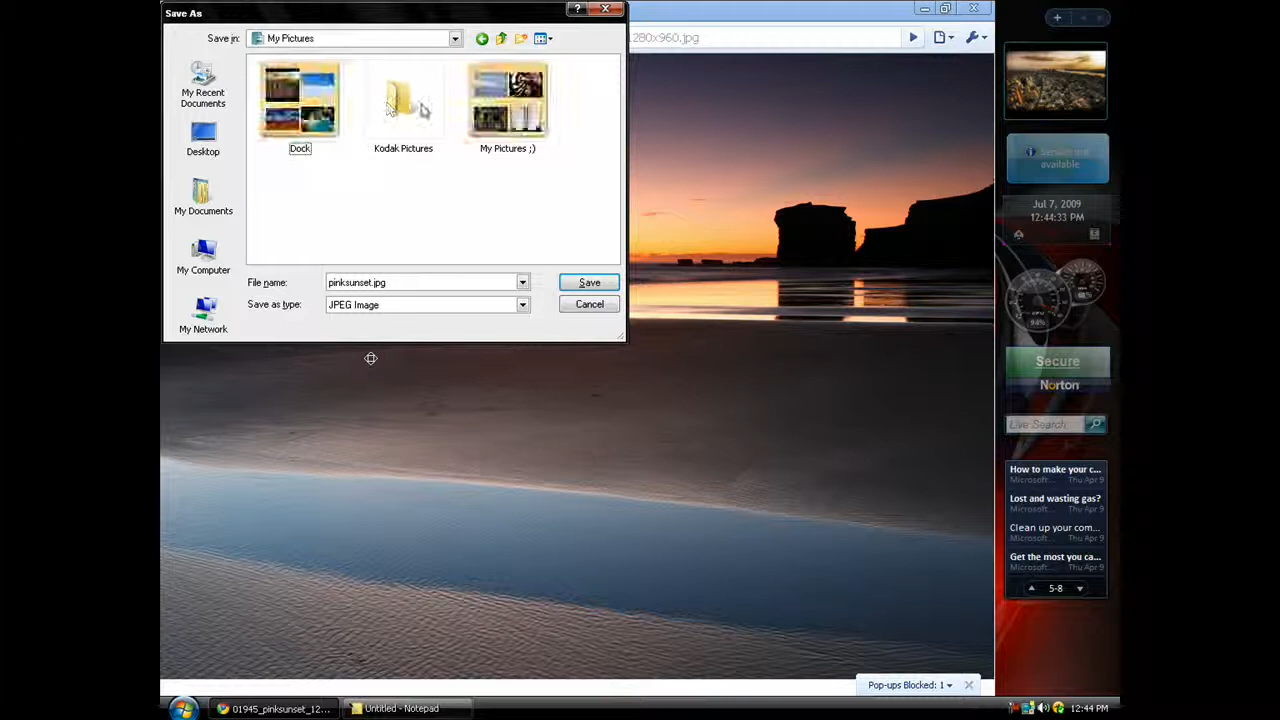 Save As
?
Save in:
My Pictures
280x960.jpg
My Recent
Documents
Desktop
My Documents
My Computer
My Network
Dock
Kodak Pictures
My Pictures ;)
File name:
pinksunset.jpg
Save
Save as type:
JPEG Image
Cancel
available
Jul 7, 2009
12:44:33 PM
94%
Secure
Norton
Live Search
How to make your c...
Microsoft... Thu Apr 9
Lost and wasting gas?
Microsoft... Thu Apr 9
Clean up your com...
Microsoft... Thu Apr 9
Get the most you ca...
Microsoft... Thu Apr 9
5-8
Pop-ups Blocked: 1
01945_pinksunset_12...
Untitled - Notepad
12:44 PM